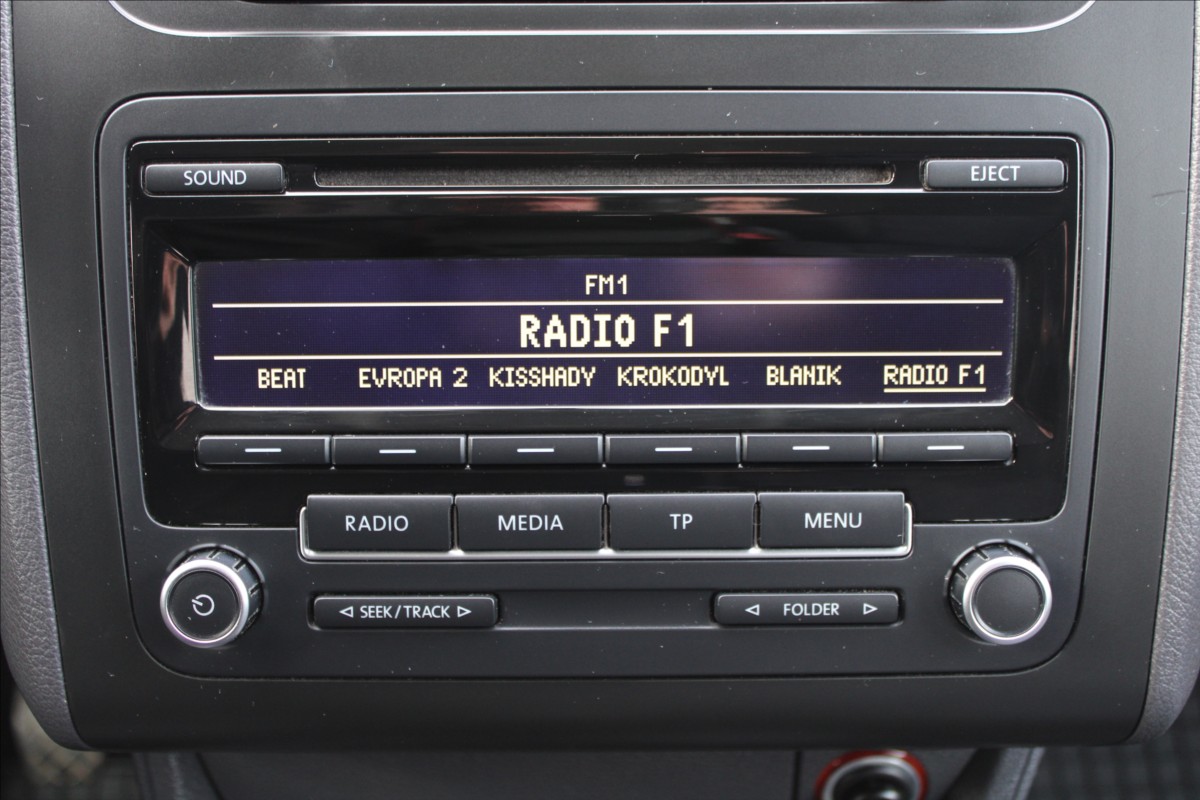 SOUND
EJECT
FM1
RADIO F1
BEAT EVROPA 2 KISSHADY KROKODYL BLANIK RADIO F1
RADIO MEDIA TP MENU
SEEK/TRACK
FOLDER